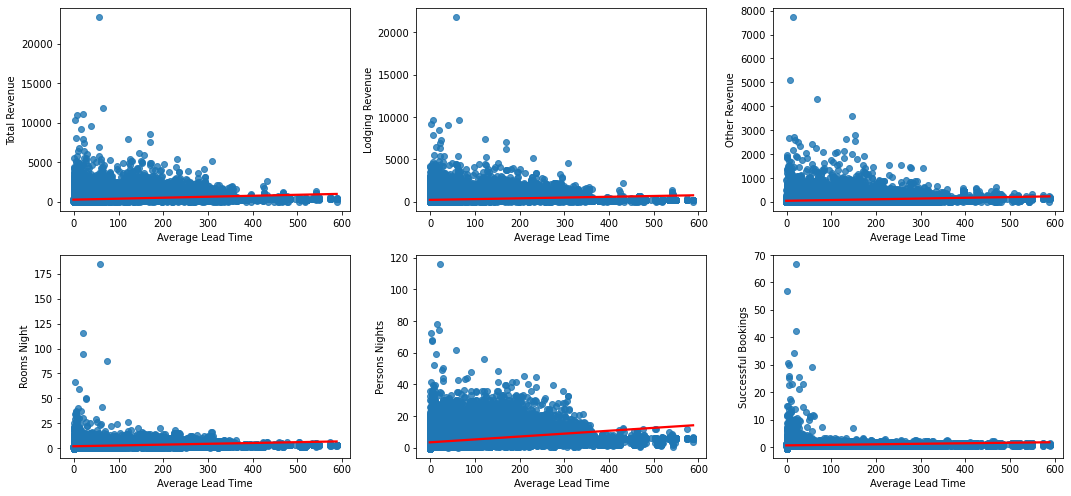 Total Revenue
20000
15000
10000
5000
0
0 100 200 300 400 500 600
Average Lead Time
Lodging Revenue
20000
15000
10000
5000
0
0 100 200 300 400 500 600
Average Lead Time
Other Revenue
8000
7000
6000
5000
4000
3000
2000
1000
0
0 100 200 300 400 500 600
Average Lead Time
Rooms Night
175
150
125
100
75
50
25
0
0 100 200 300 400 500 600
Average Lead Time
Persons Nights
120
100
80
60
40
20
0
0 100 200 300 400 500 600
Average Lead Time
Successful Bookings
70
60
50
40
30
20
10
0
0 100 200 300 400 500 600
Average Lead Time